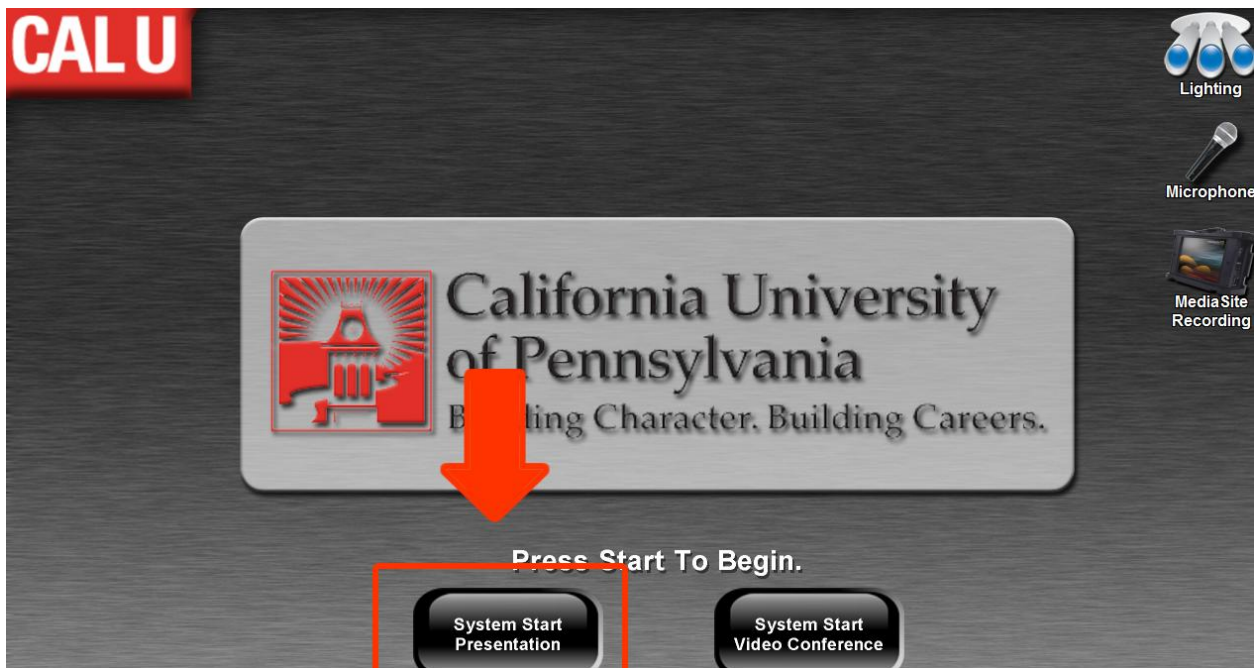 CAL U
Lighting
Microphone
MediaSite
Recording
California University
of Pennsylvania
Character. Building Careers.
Press Start To Begin.
System Start
Presentation
System Start
Video Conference